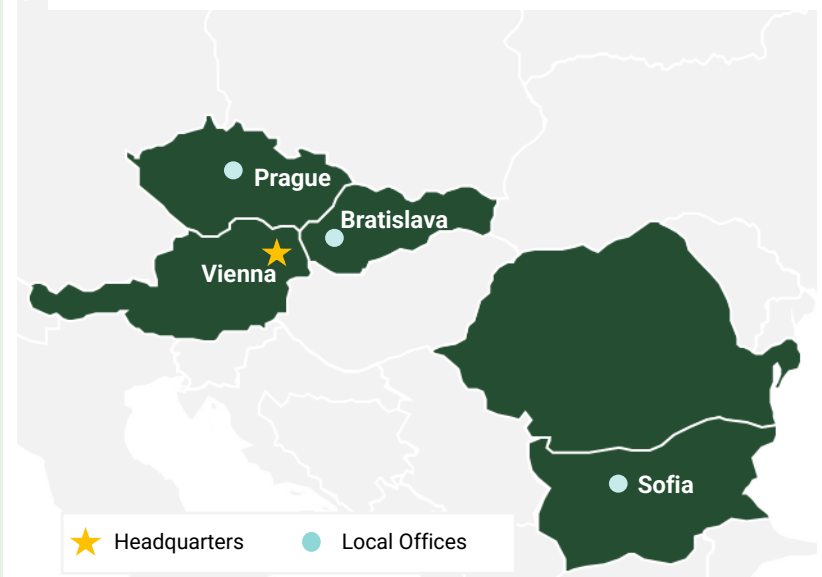 Prague
Bratislava
Vienna
Sofia
Headquarters
Local Offices